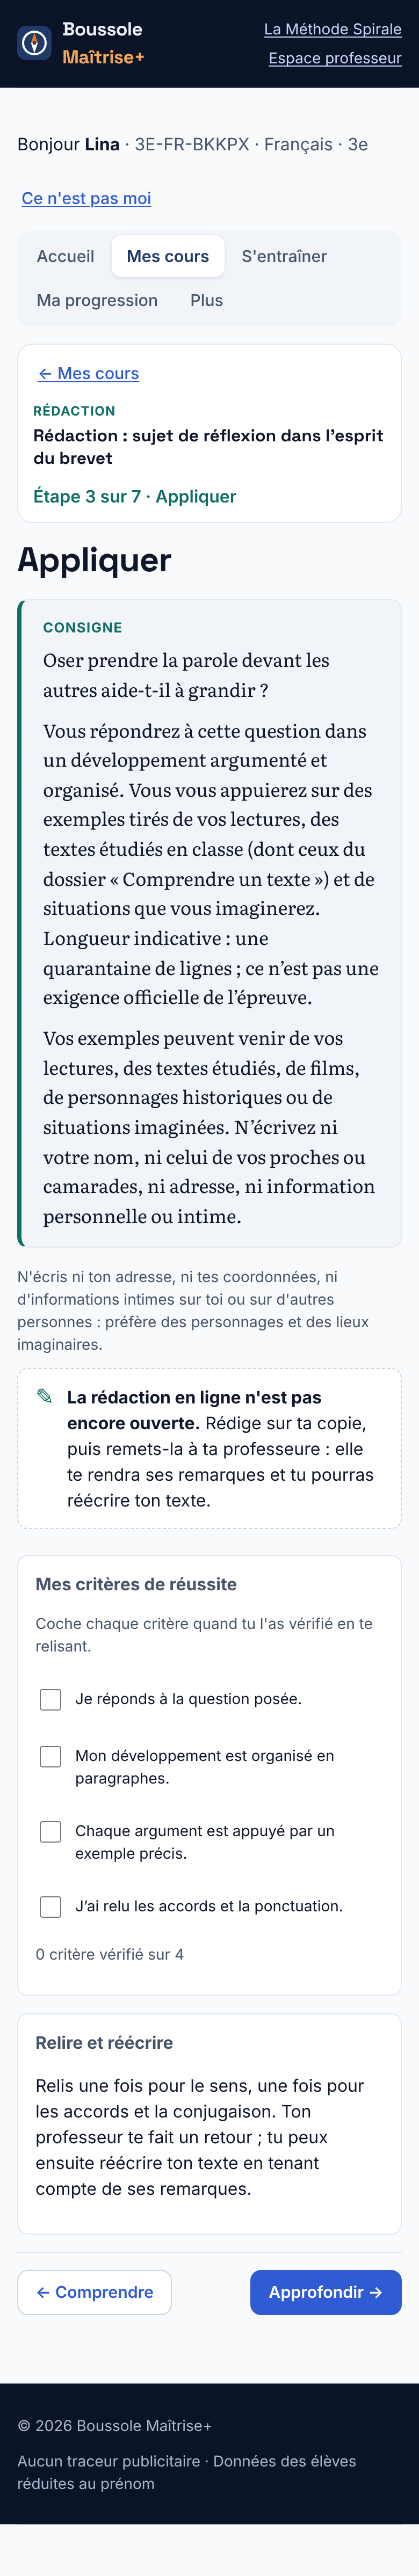 Boussole
Maîtrise+
La Méthode Spirale
Espace professeur
Bonjour Lina · 3E-FR-BKKPX · Français · 3e
Ce n'est pas moi
Accueil
Mes cours
S'entraîner
Ma progression
Plus
← Mes cours
RÉDACTION
Rédaction : sujet de réflexion dans l’esprit
du brevet
Étape 3 sur 7 · Appliquer
Appliquer
CONSIGNE
Oser prendre la parole devant les
autres aide-t-il à grandir ?
Vous répondrez à cette question dans
un développement argumenté et
organisé. Vous vous appuierez sur des
exemples tirés de vos lectures, des
textes étudiés en classe (dont ceux du
dossier « Comprendre un texte ») et de
situations que vous imaginerez.
Longueur indicative : une
quarantaine de lignes ; ce n’est pas une
exigence officielle de l’épreuve.
Vos exemples peuvent venir de vos
lectures, des textes étudiés, de films,
de personnages historiques ou de
situations imaginées. N’écrivez ni
votre nom, ni celui de vos proches ou
camarades, ni adresse, ni information
personnelle ou intime.
N'écris ni ton adresse, ni tes coordonnées, ni
d'informations intimes sur toi ou sur d'autres
personnes : préfère des personnages et des lieux
imaginaires.
✎ La rédaction en ligne n'est pas
encore ouverte. Rédige sur ta copie,
puis remets-la à ta professeure : elle
te rendra ses remarques et tu pourras
réécrire ton texte.
Mes critères de réussite
Coche chaque critère quand tu l'as vérifié en te
relisant.
Je réponds à la question posée.
Mon développement est organisé en
paragraphes.
Chaque argument est appuyé par un
exemple précis.
J’ai relu les accords et la ponctuation.
0 critère vérifié sur 4
Relire et réécrire
Relis une fois pour le sens, une fois pour
les accords et la conjugaison. Ton
professeur te fait un retour ; tu peux
ensuite réécrire ton texte en tenant
compte de ses remarques.
← Comprendre
Approfondir →
© 2026 Boussole Maîtrise+
Aucun traceur publicitaire · Données des élèves
réduites au prénom